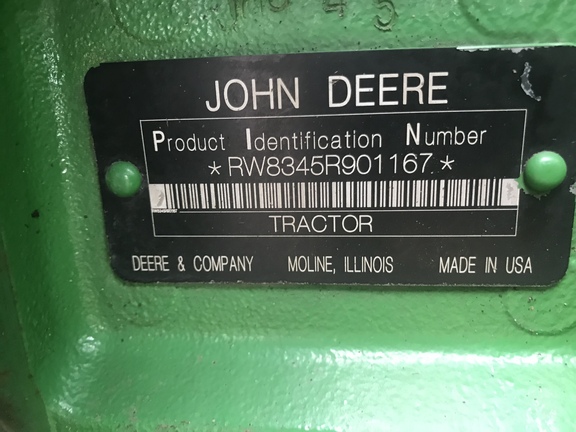 JOHN DEERE
Product Identification Number
*RW8345R901167*
TRACTOR
DEERE & COMPANY MOLINE, ILLINOIS MADE IN USA